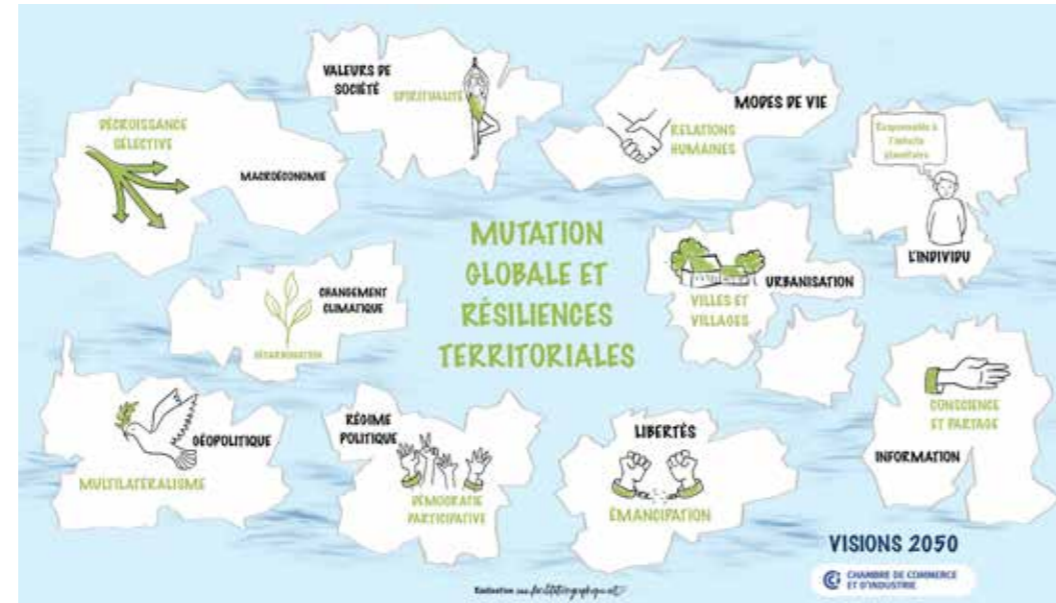 VALEURS DE
SOCIÉTÉ
SPIRITUALITÉ
MODES DE VIE
RELATIONS
HUMAINES
DÉCROISSANCE
SÉLECTIVE
MACROÉCONOMIE
Responsable à
l'échelle
planétaire
L'INDIVIDU
MUTATION
GLOBALE ET
RÉSILIENCES
TERRITORIALES
CHANGEMENT
CLIMATIQUE
DÉCARBONATION
URBANISATION
VILLES ET
VILLAGES
GÉOPOLITIQUE
MULTILATÉRALISME
RÉGIME
POLITIQUE
DÉMOCRATIE
PARTICIPATIVE
LIBERTÉS
ÉMANCIPATION
CONSCIENCE
ET PARTAGE
INFORMATION
VISIONS 2050
CHAMBRE DE COMMERCE
ET D'INDUSTRIE